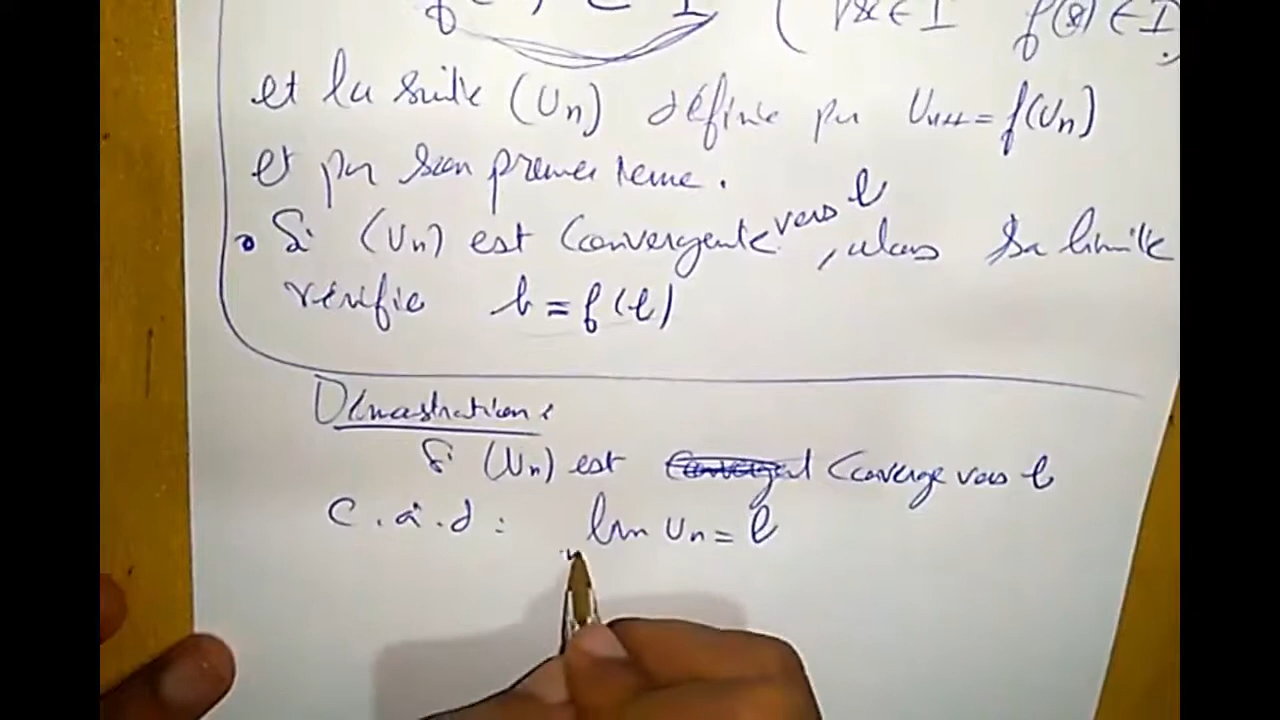 f( ) ⊂ I ( ∀x ∈ I f(x) ∈ I
et la suite (Un) définie par Un+1 = f(Un)
et par son premier terme.
• Si (Un) est Convergente vers l, alors sa limite
vérifie l = f(l)
Démonstration :
Si (Un) est Converge vers l
C.à.d : lim Un = l